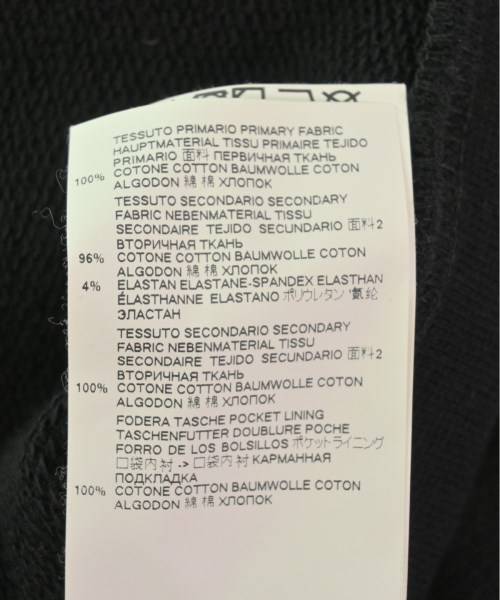 TESSUTO PRIMARIO PRIMARY FABRIC
HAUPTMATERIAL TISSU PRIMAIRE TEJIDO
PRIMARIO 面料 ПЕРВИЧНАЯ ТКАНЬ
100% COTONE COTTON BAUMWOLLE COTON
ALGODON 綿 棉 ХЛОПОК
TESSUTO SECONDARIO SECONDARY
FABRIC NEBENMATERIAL TISSU
SECONDAIRE TEJIDO SECUNDARIO 面料2
ВТОРИЧНАЯ ТКАНЬ
96% COTONE COTTON BAUMWOLLE COTON
ALGODON 綿 棉 ХЛОПОК
4% ELASTAN ELASTANE-SPANDEX ELASTHAN
ÉLASTHANNE ELASTANO ポリウレタン '氨纶
ЭЛАСТАН
TESSUTO SECONDARIO SECONDARY
FABRIC NEBENMATERIAL TISSU
SECONDAIRE TEJIDO SECUNDARIO 面料2
ВТОРИЧНАЯ ТКАНЬ
100% COTONE COTTON BAUMWOLLE COTON
ALGODON 綿 棉 ХЛОПОК
FODERA TASCHE POCKET LINING
TASCHENFUTTER DOUBLURE POCHE
FORRO DE LOS BOLSILLOS ポケットライニング
口袋内衬 -> 口袋内衬 КАРМАННАЯ
ПОДКЛАДКА
100% COTONE COTTON BAUMWOLLE COTON
ALGODON 綿 棉 ХЛОПОК